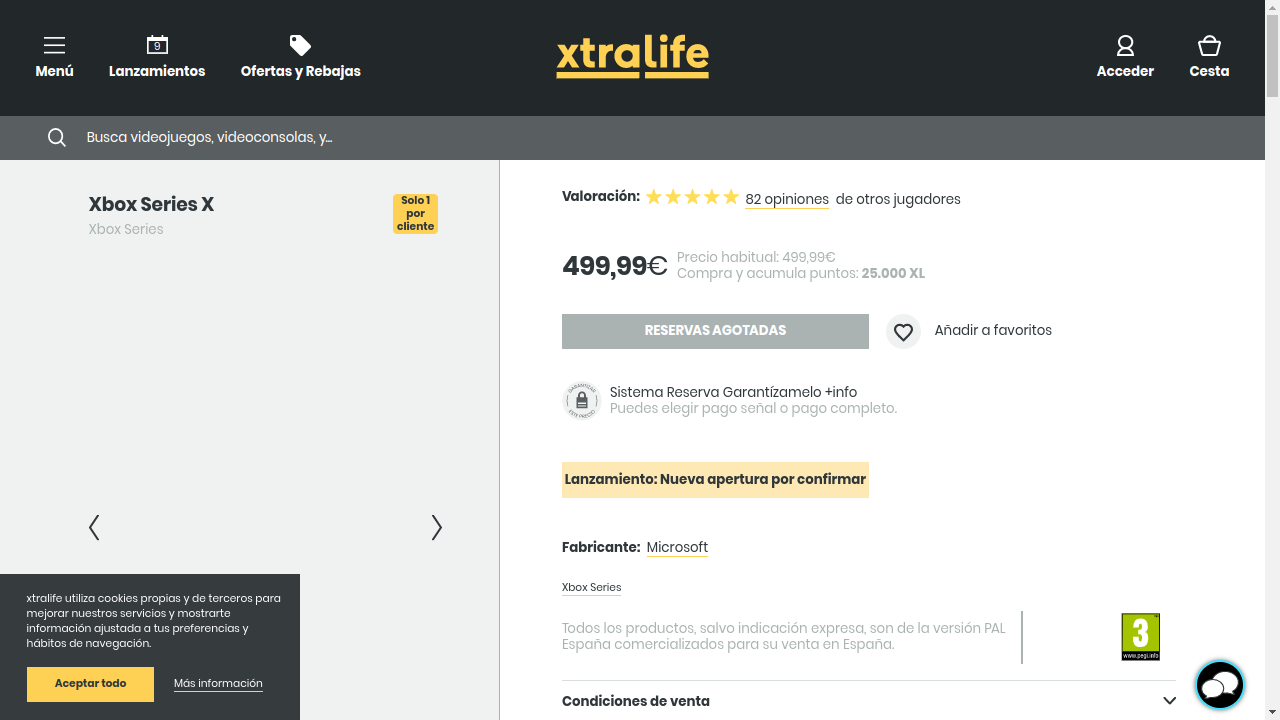 Menú
9
Lanzamientos
Ofertas y Rebajas
xtralife
Acceder
Cesta
Busca videojuegos, videoconsolas, y...
Xbox Series X
Xbox Series
Solo 1
por
cliente
Valoración: 82 opiniones de otros jugadores
499,99€
Precio habitual: 499,99€
Compra y acumula puntos: 25.000 XL
RESERVAS AGOTADAS
Añadir a favoritos
GARANTIZAR
ESTE PRECIO
Sistema Reserva Garantízamelo +info
Puedes elegir pago señal o pago completo.
Lanzamiento: Nueva apertura por confirmar
Fabricante: Microsoft
Xbox Series
Todos los productos, salvo indicación expresa, son de la versión PAL
España comercializados para su venta en España.
3
www.pegi.info
Condiciones de venta
xtralife utiliza cookies propias y de terceros para
mejorar nuestros servicios y mostrarte
información ajustada a tus preferencias y
hábitos de navegación.
Aceptar todo
Más información